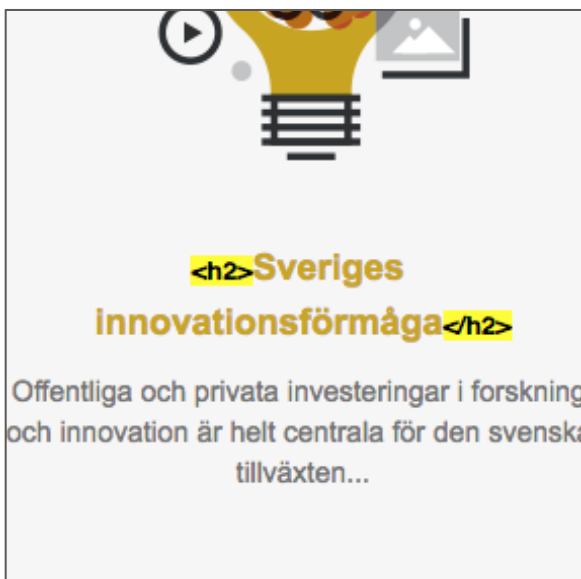 <h2>Sveriges
innovationsförmåga</h2>
Offentliga och privata investeringar i forskning
och innovation är helt centrala för den svenska
tillväxten...